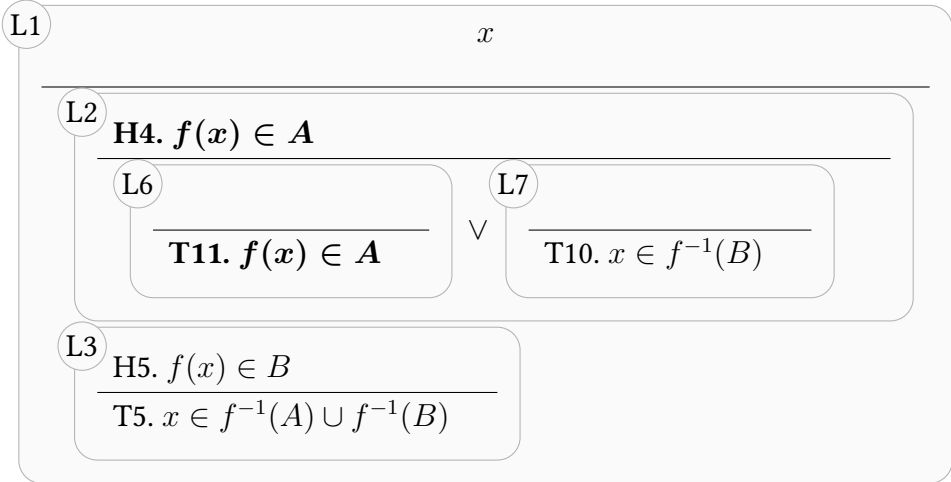 L1
x
L2
H4. f(x) ∈ A
L6
L7
T11. f(x) ∈ A
∨
T10. x ∈ f⁻¹(B)
L3
H5. f(x) ∈ B
T5. x ∈ f⁻¹(A) ∪ f⁻¹(B)